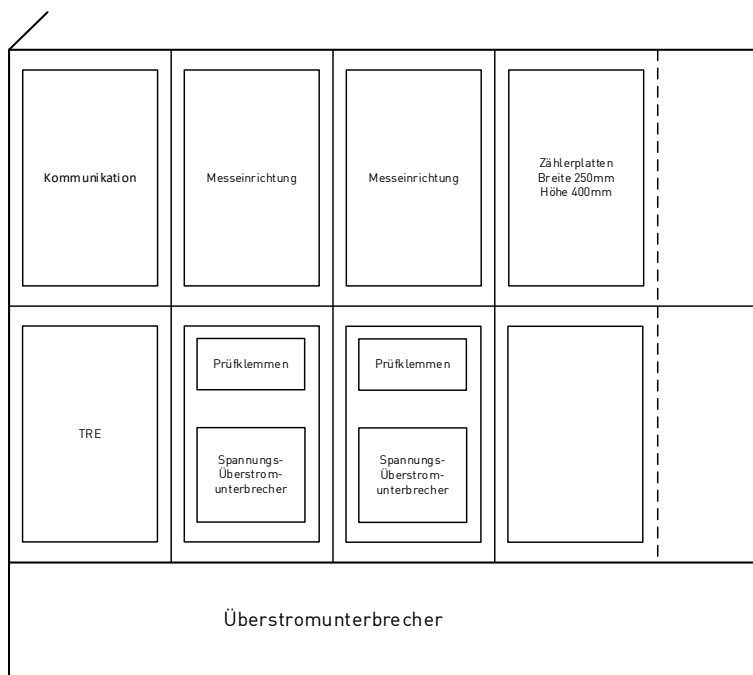 Kommunikation
Messeinrichtung
Messeinrichtung
Zählerplatten
Breite 250mm
Höhe 400mm
TRE
Prüfklemmen
Spannungs-
Überstrom-
unterbrecher
Prüfklemmen
Spannungs-
Überstrom-
unterbrecher
Überstromunterbrecher